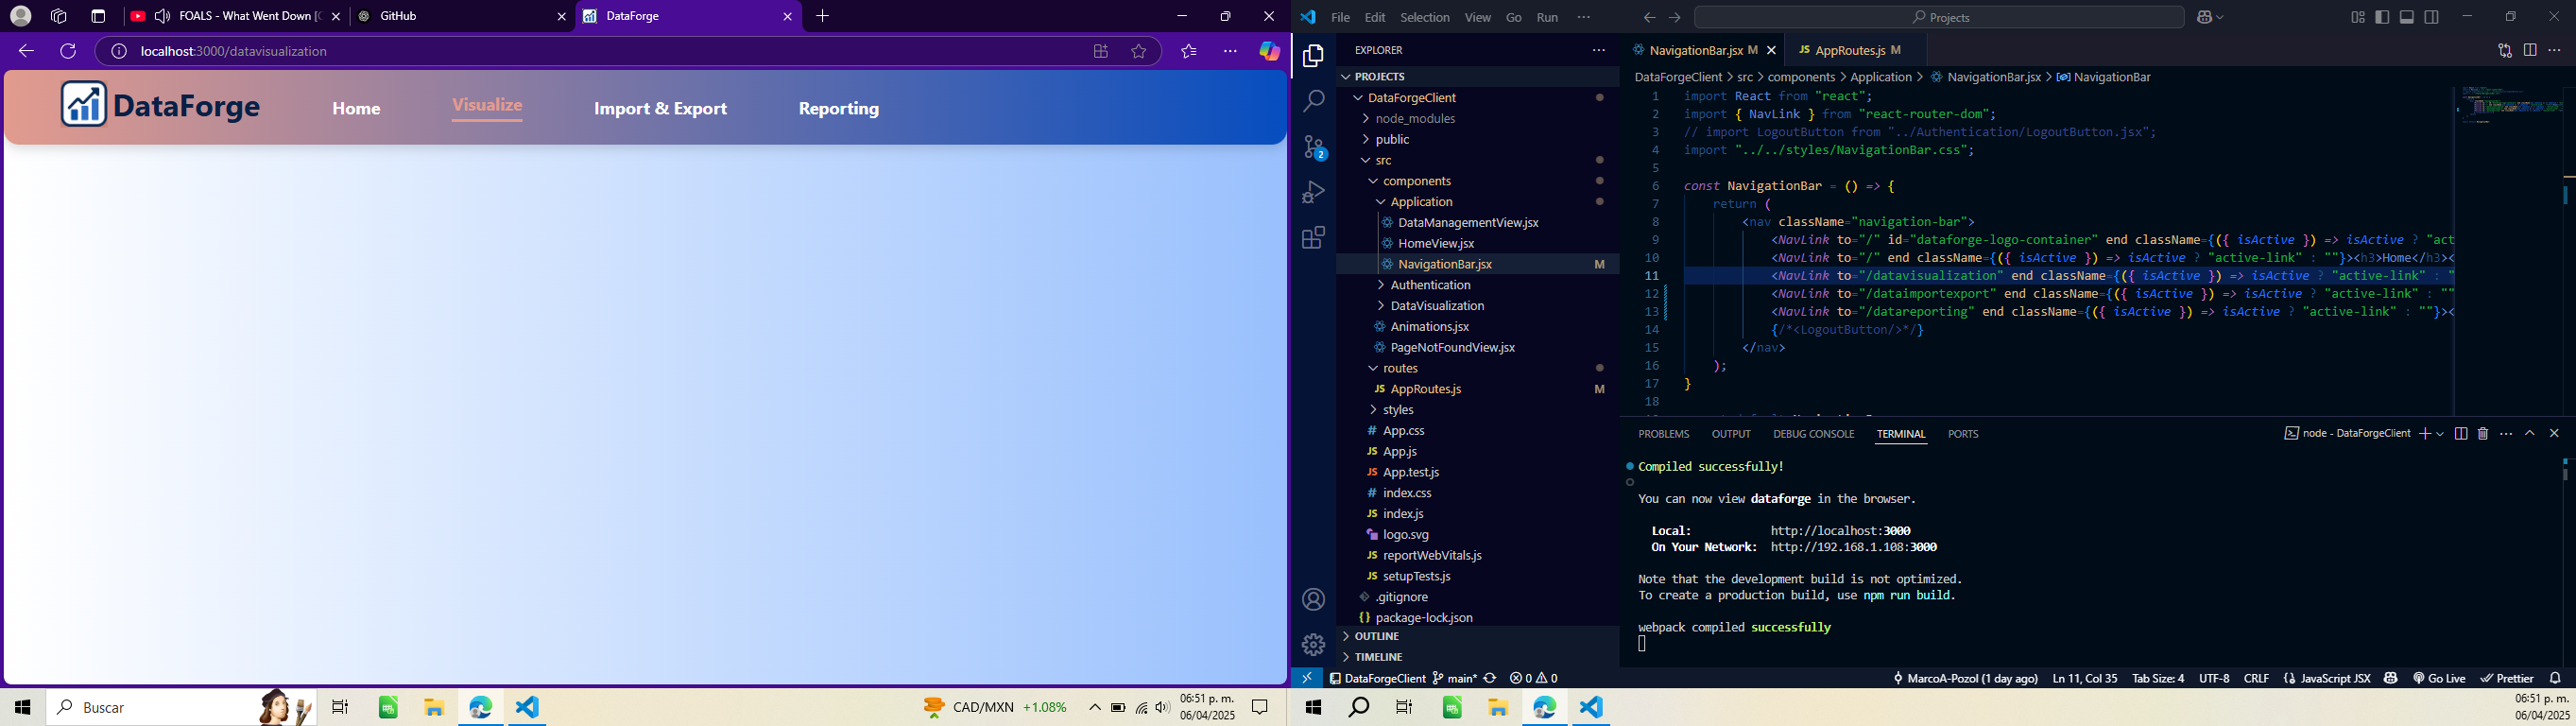 FOALS - What Went Down [
GitHub
DataForge
localhost:3000/datavisualization
DataForge
Home
Visualize
Import & Export
Reporting
Buscar
CAD/MXN +1.08%
06:51 p. m.
06/04/2025
File Edit Selection View Go Run ···
Projects
EXPLORER
PROJECTS
DataForgeClient
node_modules
public
src
components
Application
DataManagementView.jsx
HomeView.jsx
NavigationBar.jsx M
Authentication
DataVisualization
Animations.jsx
PageNotFoundView.jsx
routes
JS AppRoutes.js M
styles
# App.css
JS App.js
JS App.test.js
# index.css
JS index.js
logo.svg
JS reportWebVitals.js
JS setupTests.js
.gitignore
{} package-lock.json
OUTLINE
TIMELINE
2
NavigationBar.jsx M
JS AppRoutes.js M
DataForgeClient > src > components > Application > NavigationBar.jsx > NavigationBar
1 import React from "react";
2 import { NavLink } from "react-router-dom";
3 // import LogoutButton from "../Authentication/LogoutButton.jsx";
4 import "../../styles/NavigationBar.css";
5
6 const NavigationBar = () => {
7 return (
8 <nav className="navigation-bar">
9 <NavLink to="/" id="dataforge-logo-container" end className={({ isActive }) => isActive ? "act
10 <NavLink to="/" end className={({ isActive }) => isActive ? "active-link" : ""}><h3>Home</h3><
11 <NavLink to="/datavisualization" end className={({ isActive }) => isActive ? "active-link" : "
12 <NavLink to="/dataimportexport" end className={({ isActive }) => isActive ? "active-link" : ""
13 <NavLink to="/datareporting" end className={({ isActive }) => isActive ? "active-link" : ""}><
14 {/*<LogoutButton/>*/}
15 </nav>
16 );
17 }
18
PROBLEMS OUTPUT DEBUG CONSOLE TERMINAL PORTS
node - DataForgeClient
Compiled successfully!
You can now view dataforge in the browser.
Local: http://localhost:3000
On Your Network: http://192.168.1.108:3000
Note that the development build is not optimized.
To create a production build, use npm run build.
webpack compiled successfully
DataForgeClient main* 0 0
MarcoA-Pozol (1 day ago) Ln 11, Col 35 Tab Size: 4 UTF-8 CRLF {} JavaScript JSX Go Live Prettier
06:51 p. m.
06/04/2025